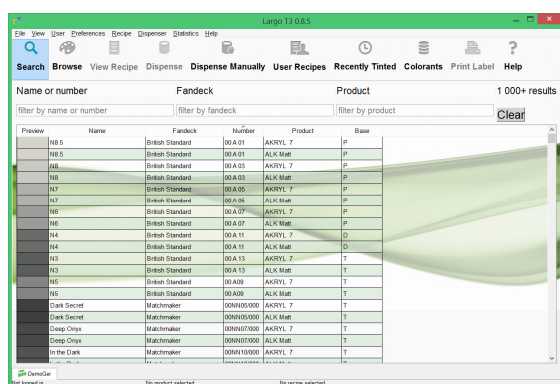 Largo T3 0.8.5
File View User Preferences Recipe Dispenser Statistics Help
Search Browse View Recipe Dispense Dispense Manually User Recipes Recently Tinted Colorants Print Label Help
Name or number Fandeck Product 1 000+ results
filter by name or number filter by fandeck filter by product Clear
Preview Name Fandeck Number Product Base
N8.5 British Standard 00 A 01 AKRYL 7 P
N8.5 British Standard 00 A 01 ALK Matt P
N8 British Standard 00 A 03 AKRYL 7 P
N8 British Standard 00 A 03 ALK Matt P
N7 British Standard 00 A 05 AKRYL 7 P
N7 British Standard 00 A 05 ALK Matt P
N6 British Standard 00 A 07 AKRYL 7 P
N6 British Standard 00 A 07 ALK Matt P
N4 British Standard 00 A 11 AKRYL 7 D
N4 British Standard 00 A 11 ALK Matt D
N3 British Standard 00 A 13 AKRYL 7 T
N3 British Standard 00 A 13 ALK Matt T
N5 British Standard 00 A09 AKRYL 7 T
N5 British Standard 00 A09 ALK Matt T
Dark Secret Matchmaker 00NN05/000 AKRYL 7 T
Dark Secret Matchmaker 00NN05/000 ALK Matt T
Deep Onyx Matchmaker 00NN07/000 AKRYL 7 T
Deep Onyx Matchmaker 00NN07/000 ALK Matt T
In the Dark Matchmaker 00NN10/000 AKRYL 7 T
DemoGer
Not logged in No product selected No recipe selected